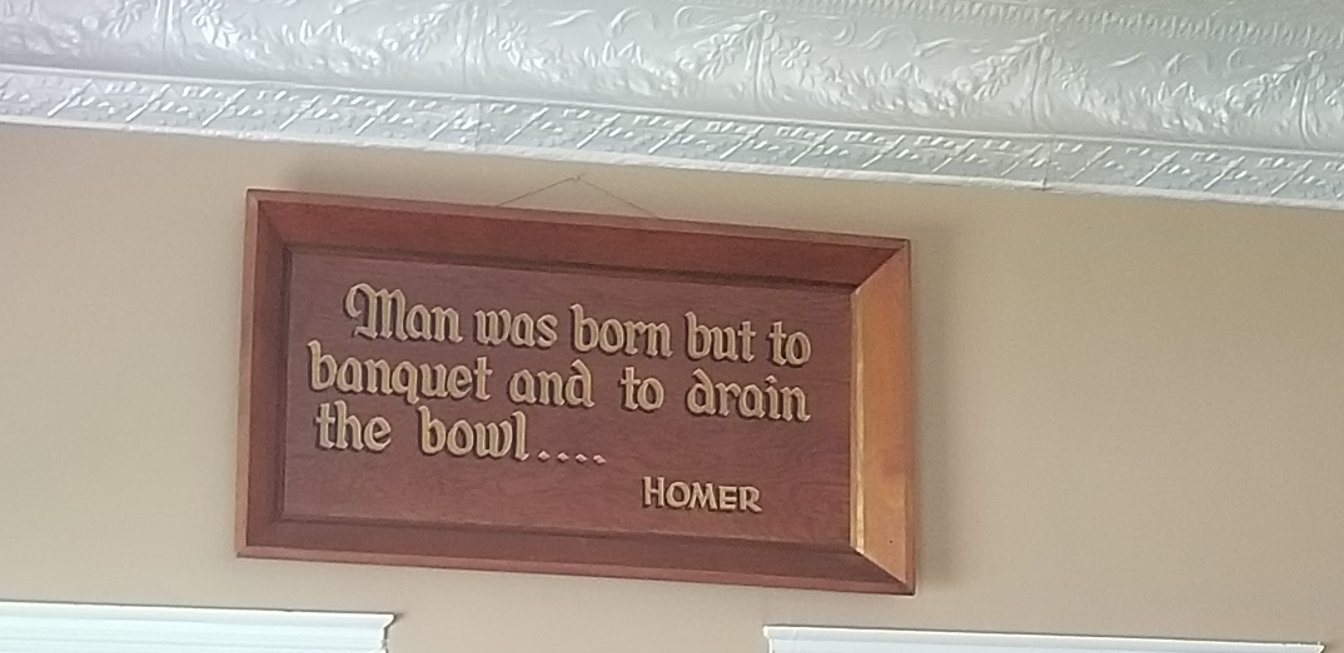 Man was born but to
banquet and to drain
the bowl....
HOMER